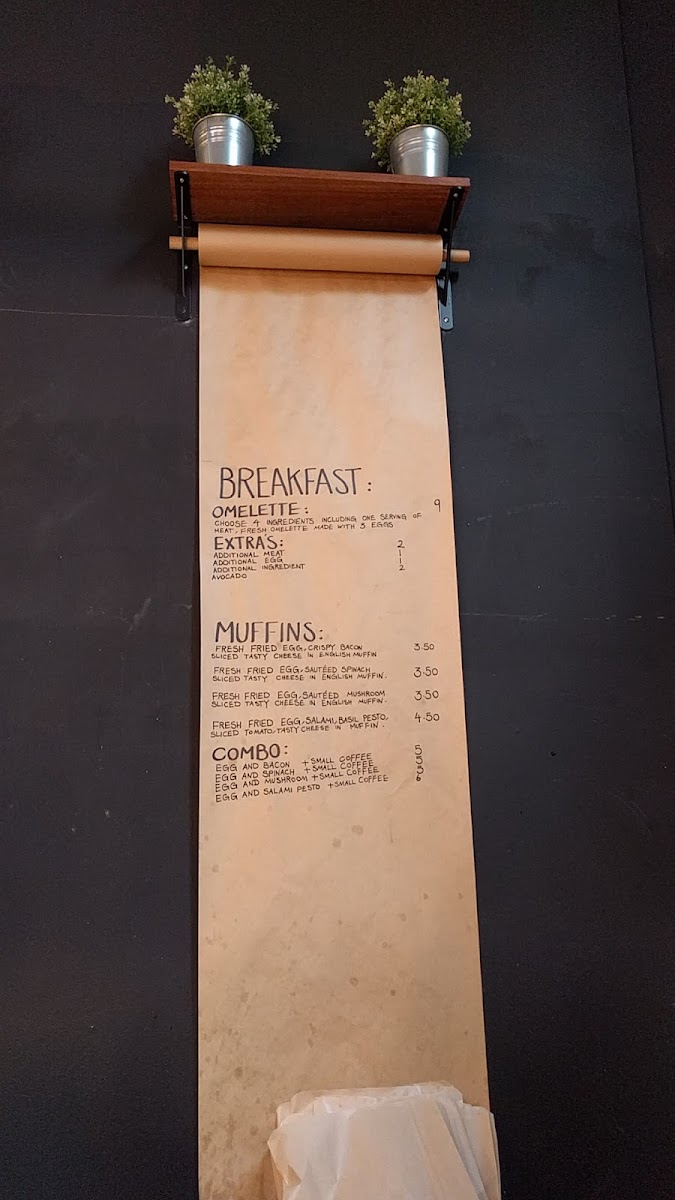 BREAKFAST:
OMELETTE: 9
CHOOSE 4 INGREDIENTS INCLUDING ONE SERVING OF
MEAT, FRESH OMELETTE MADE WITH 3 EGGS
EXTRA'S:
ADDITIONAL MEAT 2
ADDITIONAL EGG 1
ADDITIONAL INGREDIENT 1
AVOCADO 2
MUFFINS:
FRESH FRIED EGG, CRISPY BACON 3.50
SLICED TASTY CHEESE IN ENGLISH MUFFIN
FRESH FRIED EGG, SAUTÉED SPINACH 3.50
SLICED TASTY CHEESE IN ENGLISH MUFFIN.
FRESH FRIED EGG, SAUTÉED MUSHROOM 3.50
SLICED TASTY CHEESE IN ENGLISH MUFFIN.
FRESH FRIED EGG, SALAMI, BASIL PESTO, 4.50
SLICED TOMATO, TASTY CHEESE IN MUFFIN.
COMBO:
EGG AND BACON + SMALL COFFEE 5
EGG AND SPINACH + SMALL COFFEE 5
EGG AND MUSHROOM + SMALL COFFEE 5
EGG AND SALAMI PESTO + SMALL COFFEE 6